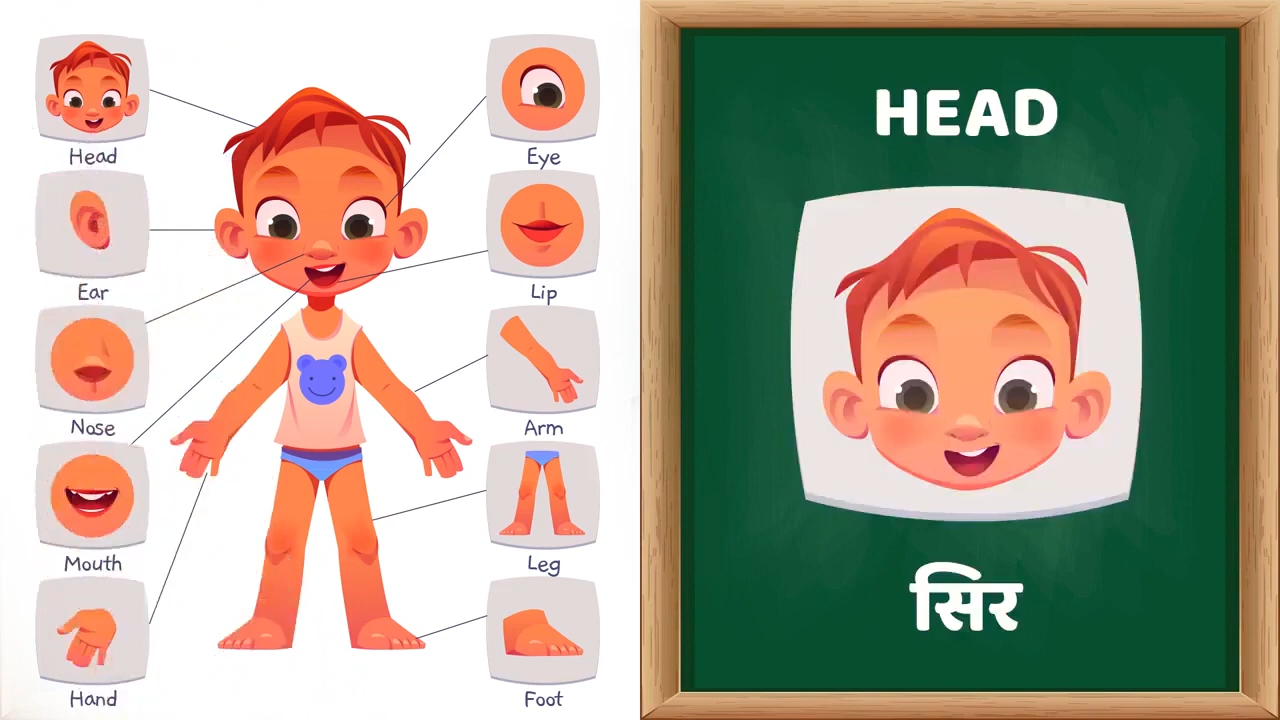 Head
Ear
Nose
Mouth
Hand
Eye
Lip
Arm
Leg
Foot
HEAD
सिर